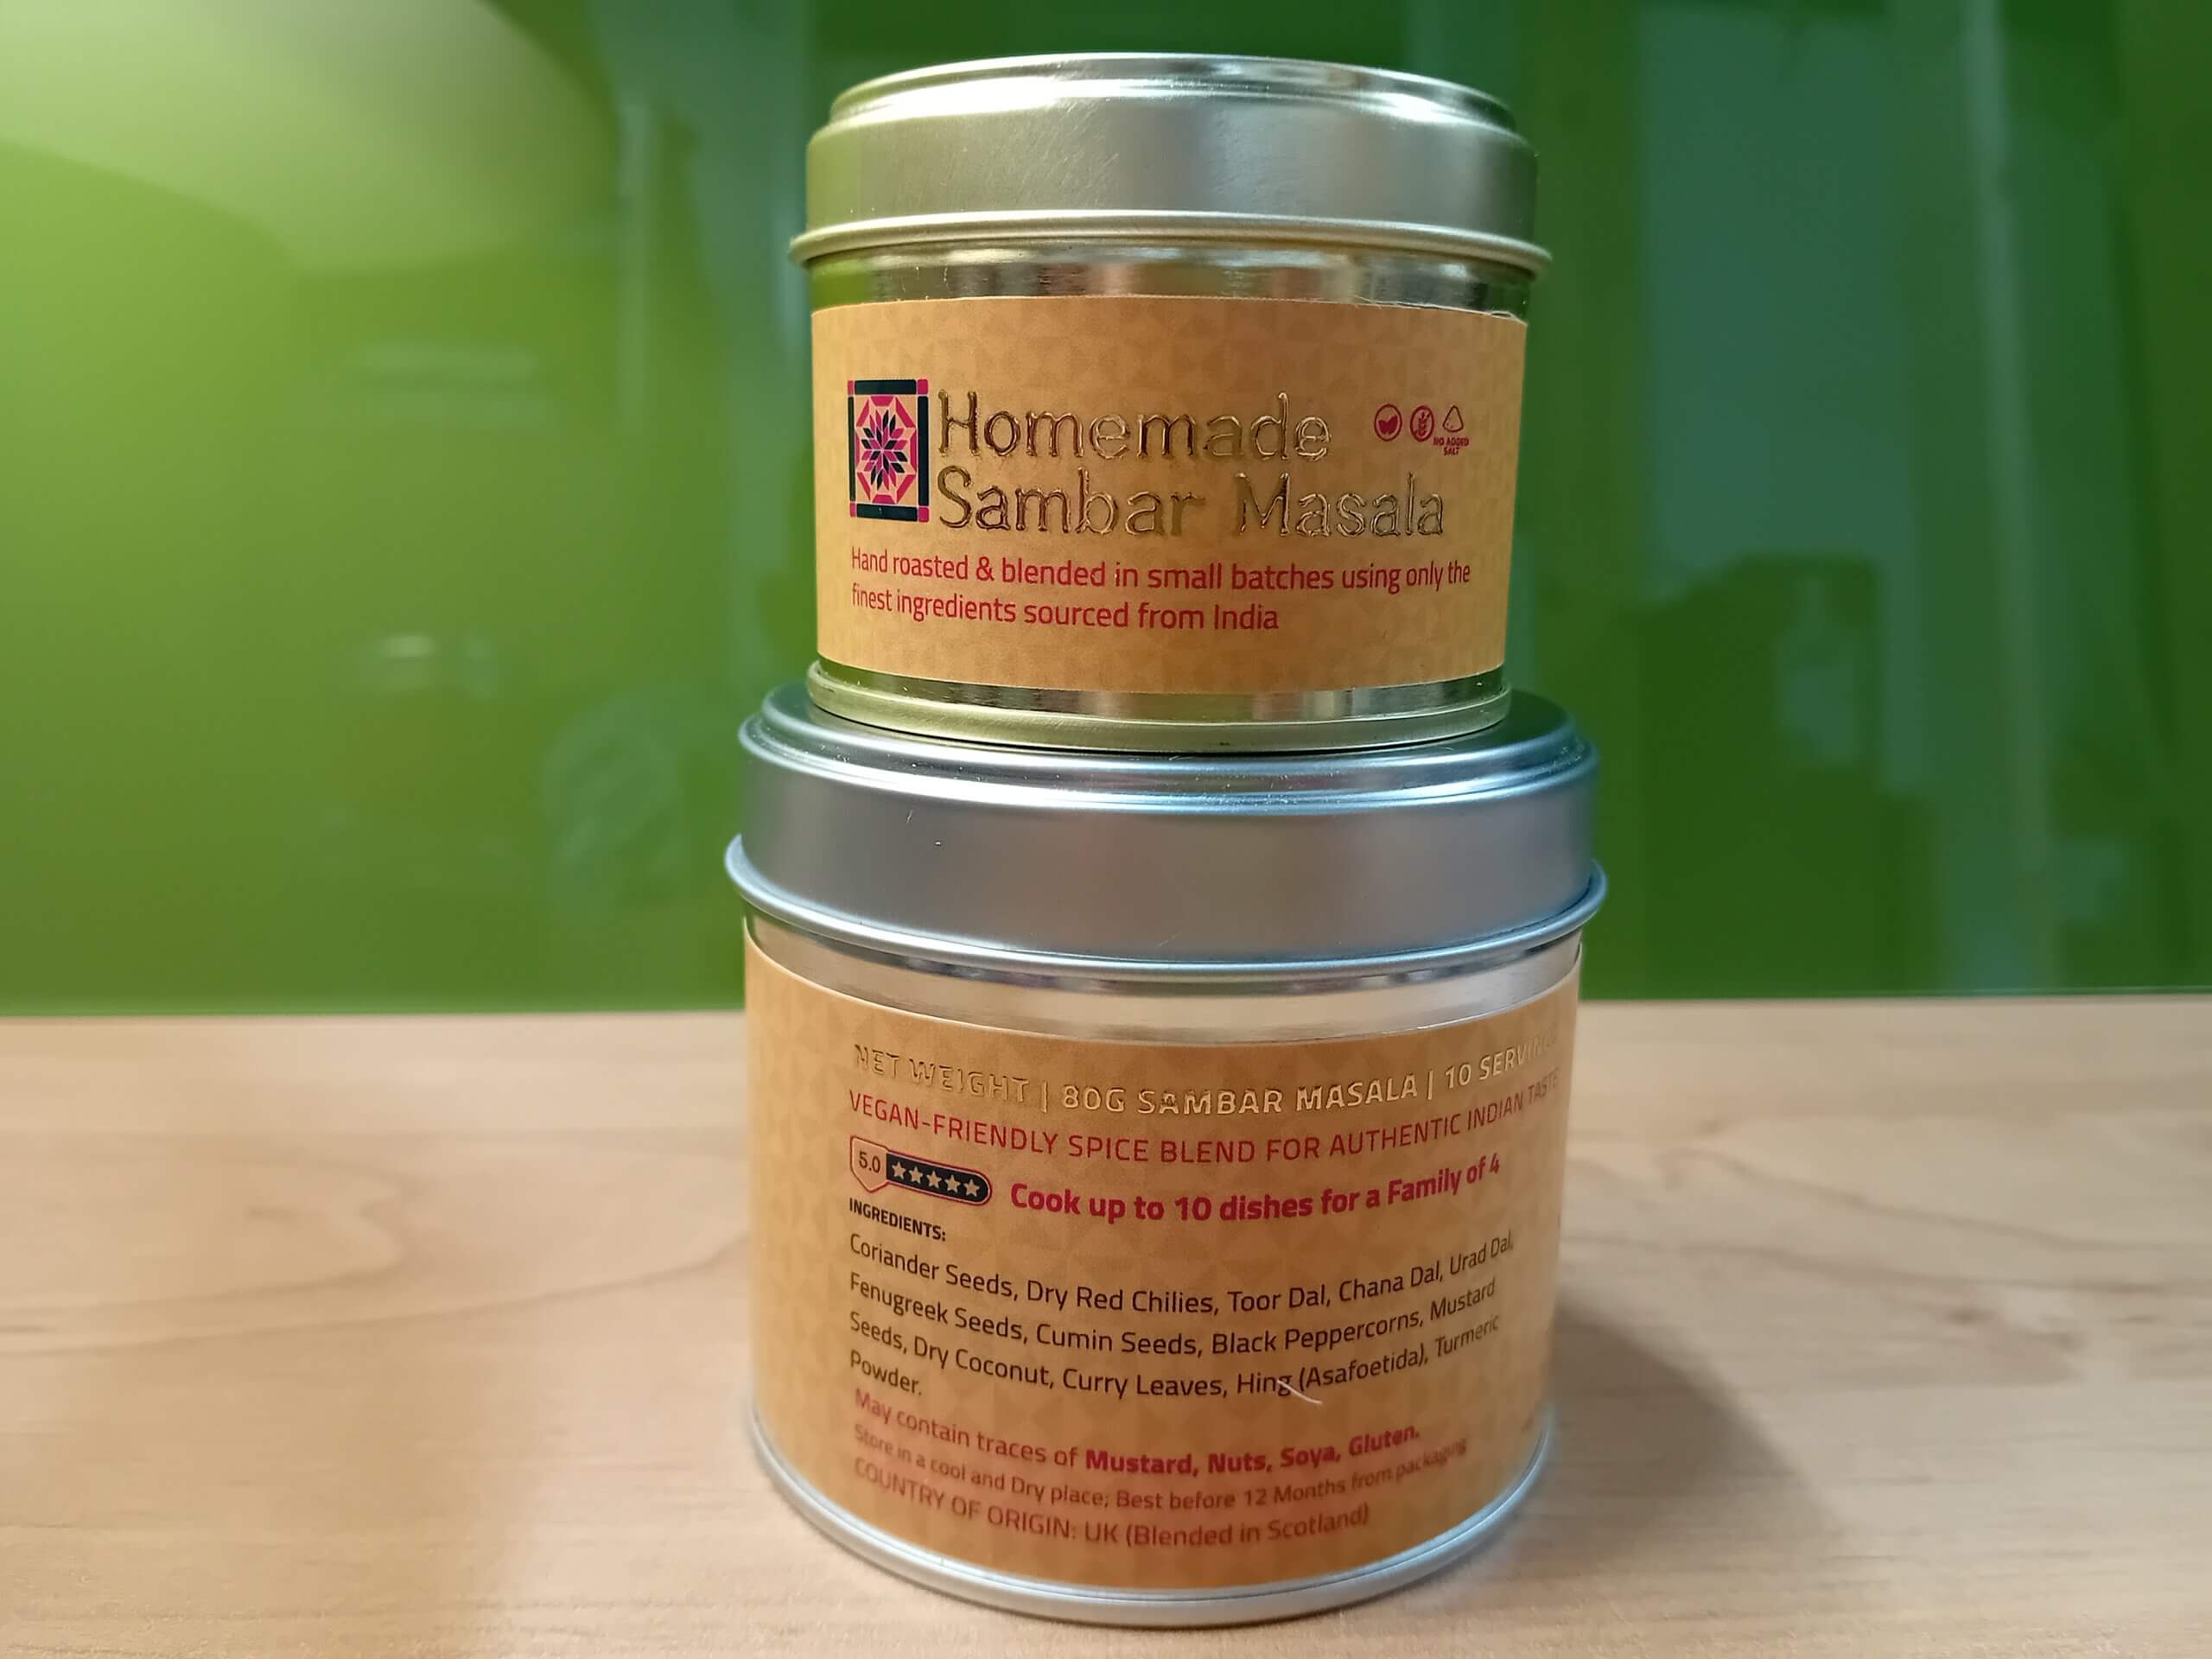 Homemade
Sambar Masala
NO ADDED
SALT
Hand roasted & blended in small batches using only the
finest ingredients sourced from India
NET WEIGHT | 80G SAMBAR MASALA | 10
VEGAN-FRIENDLY SPICE BLEND FOR AUTHENTIC INDIAN TASTE
5.0
Cook up to 10 dishes for a Family of 4
INGREDIENTS:
Coriander Seeds, Dry Red Chilies, Toor Dal, Chana Dal, Urad Dal,
Fenugreek Seeds, Cumin Seeds, Black Peppercorns, Mustard
Seeds, Dry Coconut, Curry Leaves, Hing (Asafoetida), Turmeric
Powder.
May contain traces of Mustard, Nuts, Soya, Gluten.
Store in a cool and Dry place; Best before 12 Months from packaging
COUNTRY OF ORIGIN: UK (Blended in Scotland)